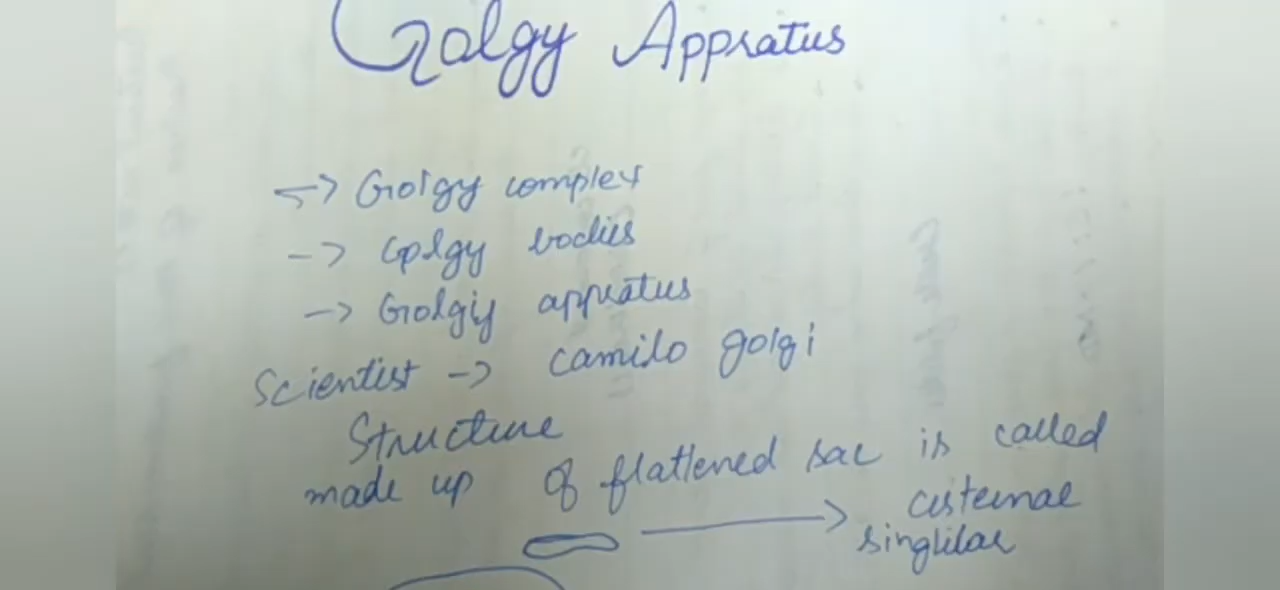 Golgy Appratus
-> Golgy complex
-> Golgy bodies
-> Golgiy appratus
Scientist -> Camilo golgi
Structure
made up of flattened sac is called
cisternae
singlilar